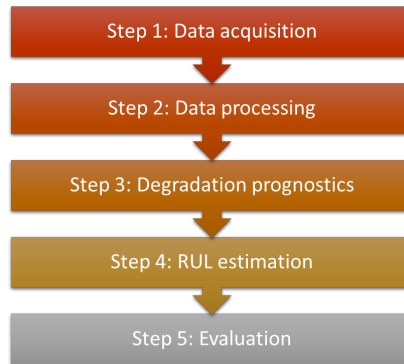 Step 1: Data acquisition
Step 2: Data processing
Step 3: Degradation prognostics
Step 4: RUL estimation
Step 5: Evaluation